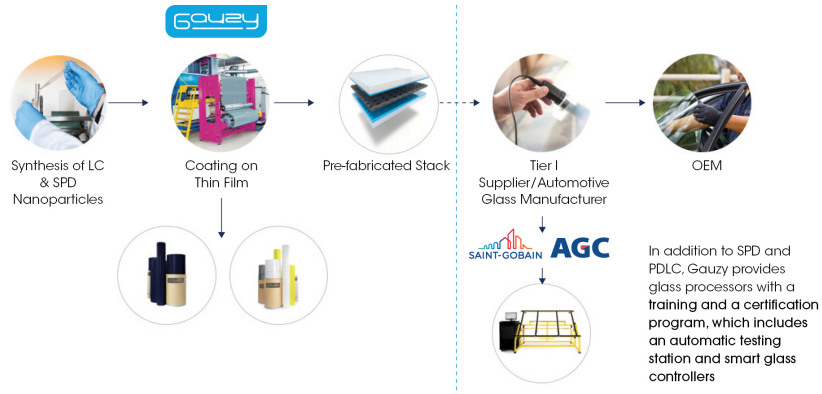 Gauzy
Synthesis of LC
& SPD
Nanoparticles
Coating on
Thin Film
Pre-fabricated Stack
Tier I
Supplier/Automotive
Glass Manufacturer
OEM
SAINT-GOBAIN
AGC
In addition to SPD and
PDLC, Gauzy provides
glass processors with a
training and a certification
program, which includes
an automatic testing
station and smart glass
controllers